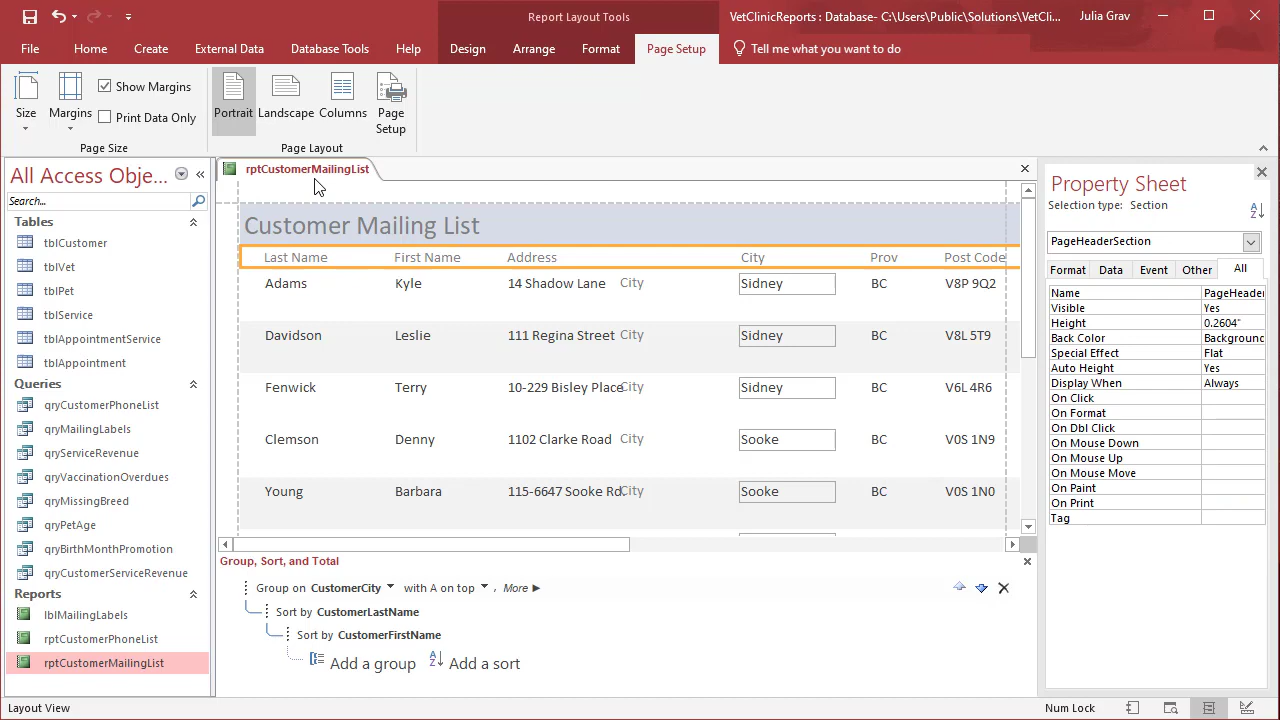 Report Layout Tools
VetClinicReports : Database- C:\Users\Public\Solutions\VetCli...
Julia Grav
File
Home
Create
External Data
Database Tools
Help
Design
Arrange
Format
Page Setup
Tell me what you want to do
Size
Margins
Show Margins
Print Data Only
Page Size
Portrait
Landscape
Columns
Page Setup
Page Layout
All Access Obje...
Search...
Tables
tblCustomer
tblVet
tblPet
tblService
tblAppointmentService
tblAppointment
Queries
qryCustomerPhoneList
qryMailingLabels
qryServiceRevenue
qryVaccinationOverdues
qryMissingBreed
qryPetAge
qryBirthMonthPromotion
qryCustomerServiceRevenue
Reports
lblMailingLabels
rptCustomerPhoneList
rptCustomerMailingList
rptCustomerMailingList
Customer Mailing List
Last Name First Name Address City Prov Post Code
Adams Kyle 14 Shadow Lane City Sidney BC V8P 9Q2
Davidson Leslie 111 Regina Street City Sidney BC V8L 5T9
Fenwick Terry 10-229 Bisley Place City Sidney BC V6L 4R6
Clemson Denny 1102 Clarke Road City Sooke BC V0S 1N9
Young Barbara 115-6647 Sooke Rd. City Sooke BC V0S 1N0
Group, Sort, and Total
Group on CustomerCity with A on top , More
Sort by CustomerLastName
Sort by CustomerFirstName
Add a group Add a sort
Property Sheet
Selection type: Section
PageHeaderSection
Format Data Event Other All
Name PageHeader
Visible Yes
Height 0.2604"
Back Color Background
Special Effect Flat
Auto Height Yes
Display When Always
On Click
On Format
On Dbl Click
On Mouse Down
On Mouse Up
On Mouse Move
On Paint
On Print
Tag
Layout View
Num Lock